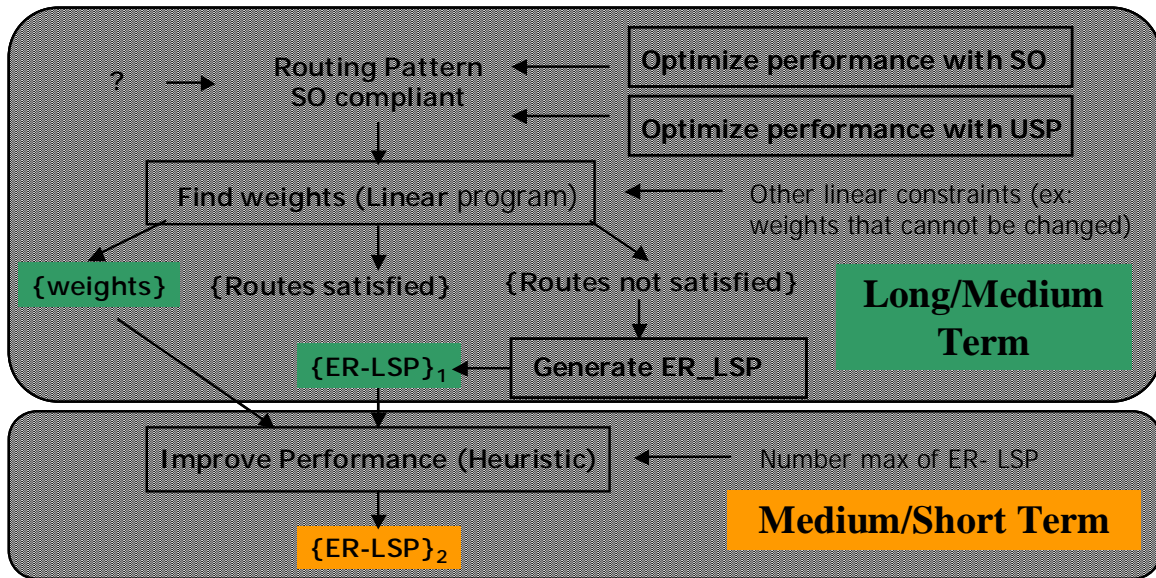 ?
Routing Pattern
SO compliant
Optimize performance with SO
Optimize performance with USP
Find weights (Linear program)
Other linear constraints (ex:
weights that cannot be changed)
{weights}
{Routes satisfied}
{Routes not satisfied}
Long/Medium
Term
{ER-LSP}1
Generate ER_LSP
Improve Performance (Heuristic)
Number max of ER- LSP
Medium/Short Term
{ER-LSP}2